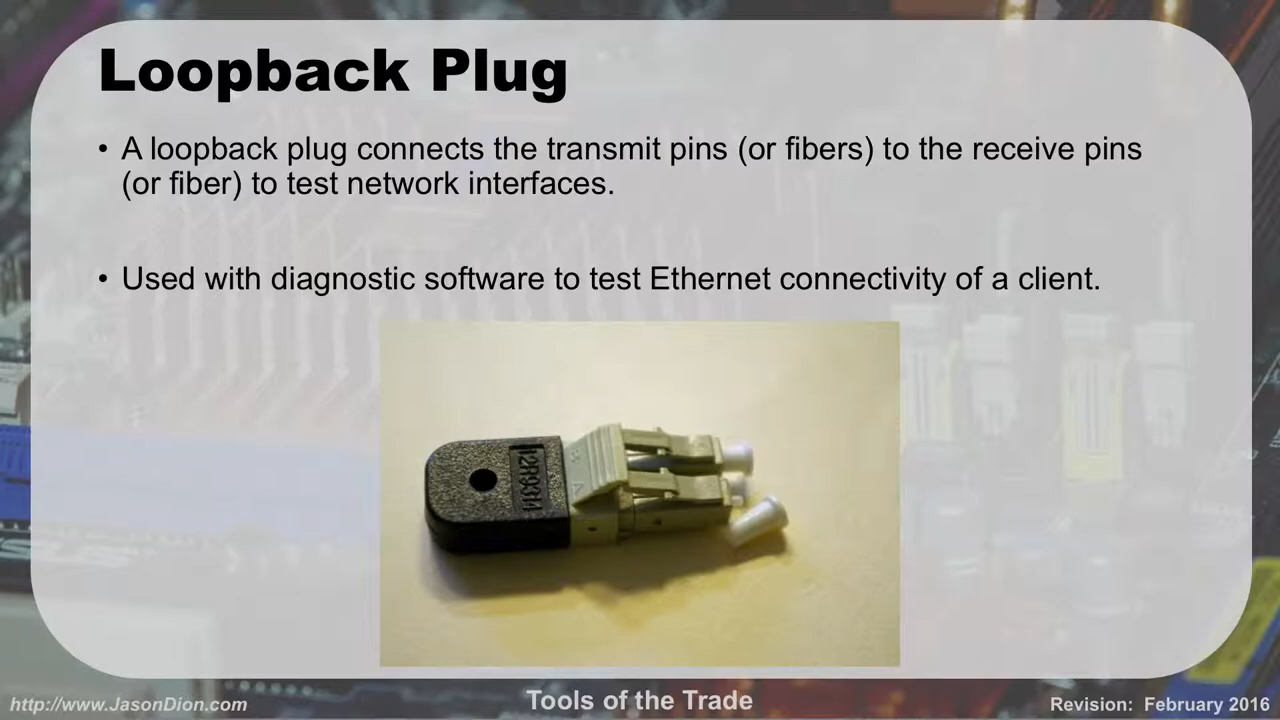 Loopback Plug
• A loopback plug connects the transmit pins (or fibers) to the receive pins
(or fiber) to test network interfaces.
• Used with diagnostic software to test Ethernet connectivity of a client.
12R9314
B
A
http://www.JasonDion.com
Tools of the Trade
Revision: February 2016